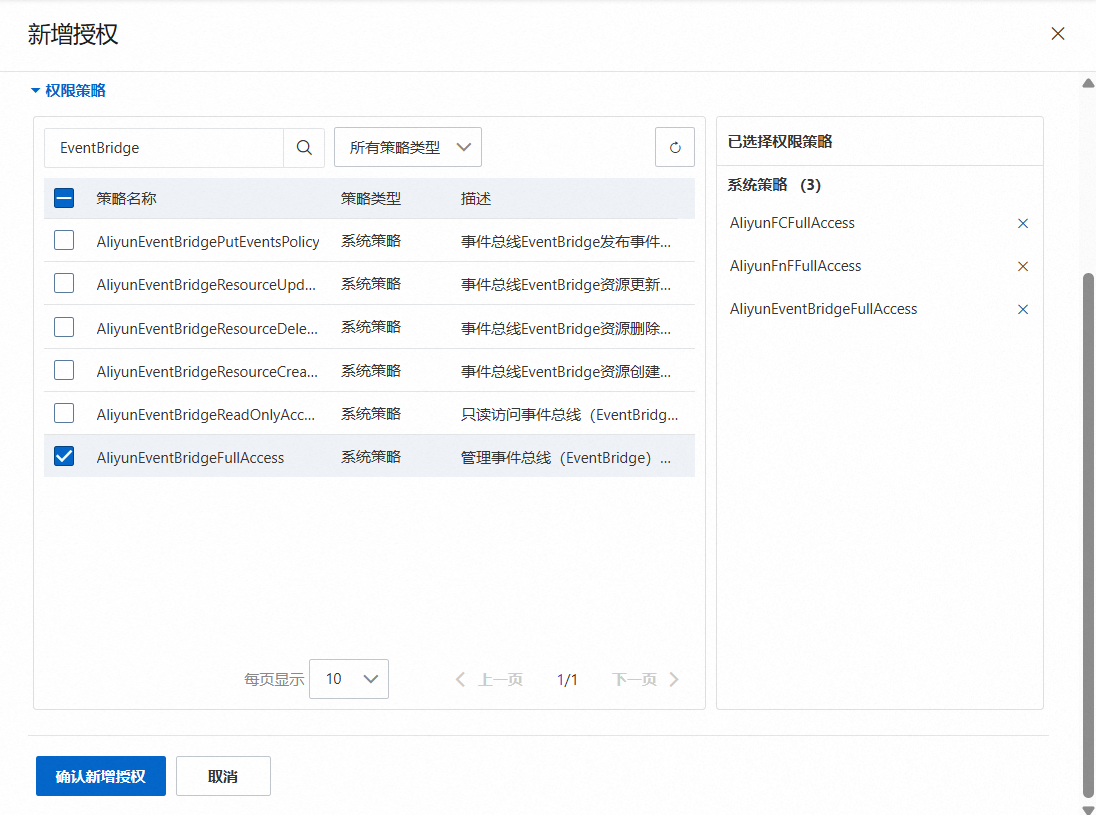 新增授权
权限策略
EventBridge
所有策略类型
策略名称 策略类型 描述
AliyunEventBridgePutEventsPolicy 系统策略 事件总线EventBridge发布事件...
AliyunEventBridgeResourceUpd... 系统策略 事件总线EventBridge资源更新...
AliyunEventBridgeResourceDele... 系统策略 事件总线EventBridge资源删除...
AliyunEventBridgeResourceCrea... 系统策略 事件总线EventBridge资源创建...
AliyunEventBridgeReadOnlyAcc... 系统策略 只读访问事件总线（EventBridg...
AliyunEventBridgeFullAccess 系统策略 管理事件总线（EventBridge）...
每页显示 10 上一页 1/1 下一页
已选择权限策略
系统策略 (3)
AliyunFCFullAccess
AliyunFnFFullAccess
AliyunEventBridgeFullAccess
确认新增授权 取消